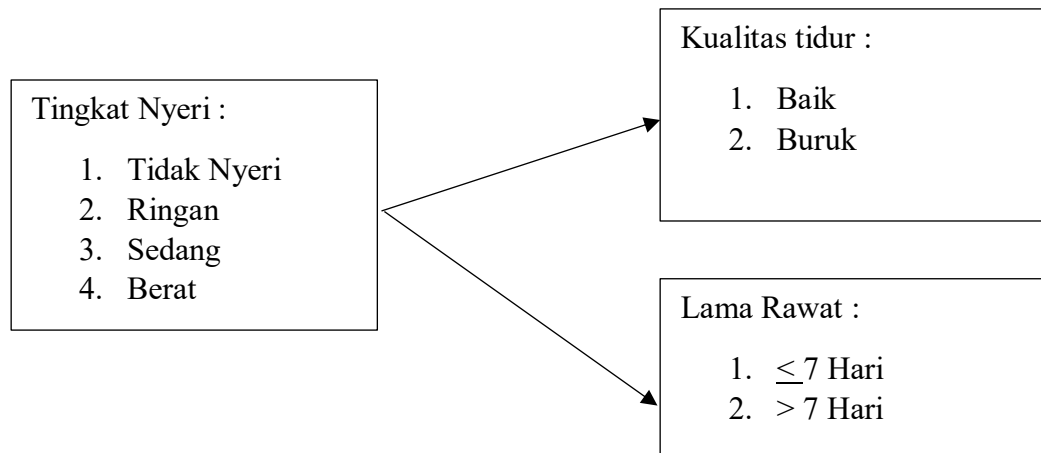 Tingkat Nyeri :
1. Tidak Nyeri
2. Ringan
3. Sedang
4. Berat
Kualitas tidur :
1. Baik
2. Buruk
Lama Rawat :
1. < 7 Hari
2. > 7 Hari